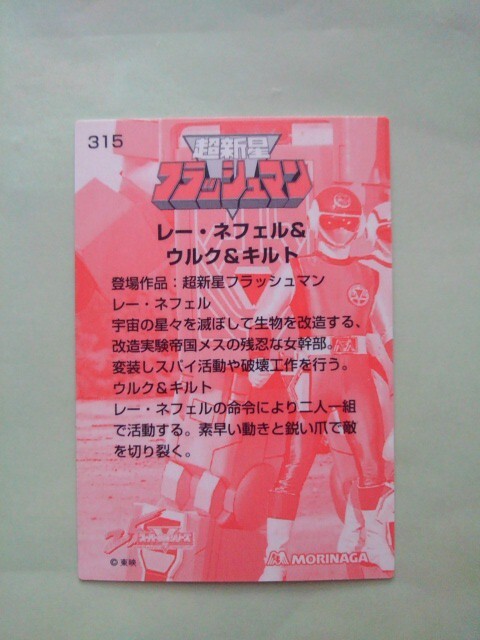 315
超新星
フラッシュマン
レー・ネフェル&
ウルク&キルト
登場作品：超新星フラッシュマン
レー・ネフェル
宇宙の星々を滅ぼして生物を改造する、
改造実験帝国メスの残忍な女幹部。
変装しスパイ活動や破壊工作を行う。
ウルク&キルト
レー・ネフェルの命令により二人一組
で活動する。素早い動きと鋭い爪で敵
を切り裂く。
©東映
MORINAGA